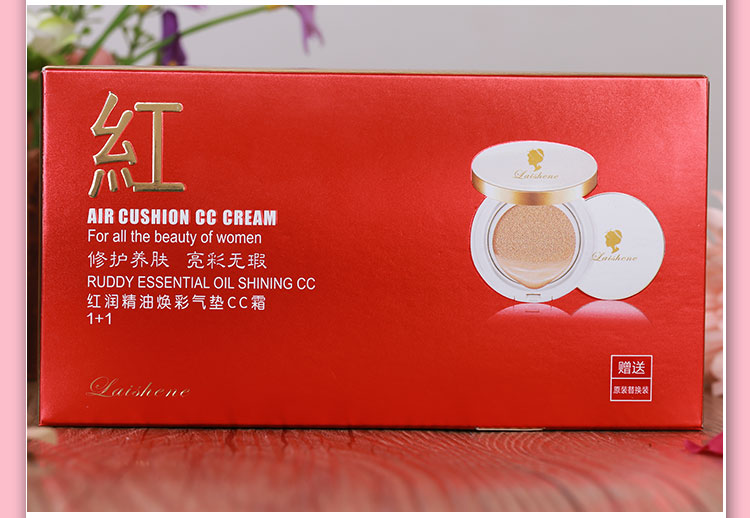 紅
AIR CUSHION CC CREAM
For all the beauty of women
修护养肤 亮彩无瑕
RUDDY ESSENTIAL OIL SHINING CC
红润精油焕彩气垫CC霜
1+1
Laishene
Laishene
Laishene
赠送
原装替换装